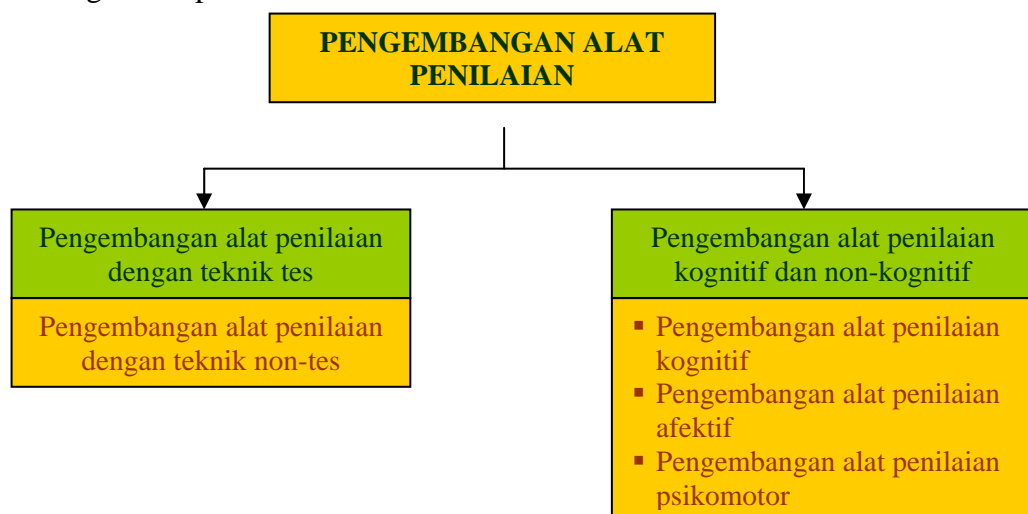 PENGEMBANGAN ALAT
PENILAIAN
Pengembangan alat penilaian
dengan teknik tes
Pengembangan alat penilaian
dengan teknik non-tes
Pengembangan alat penilaian
kognitif dan non-kognitif
▪ Pengembangan alat penilaian
kognitif
▪ Pengembangan alat penilaian
afektif
▪ Pengembangan alat penilaian
psikomotor